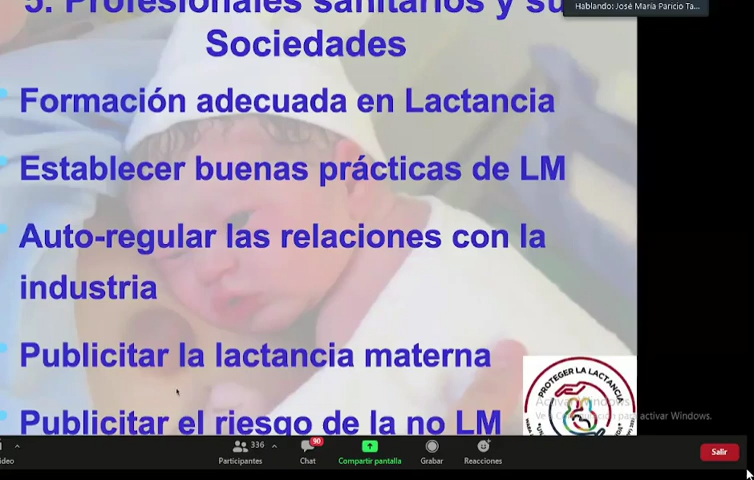 Hablando: José María Paricio Ta...
5. Profesionales sanitarios y su
Sociedades
Formación adecuada en Lactancia
Establecer buenas prácticas de LM
Auto-regular las relaciones con la
industria
Publicitar la lactancia materna
Publicitar el riesgo de la no LM
PROTEGER LA LACTANCIA
activar Windows.
ideo
336
Participantes
90
Chat
Compartir pantalla
Grabar
Reacciones
Salir